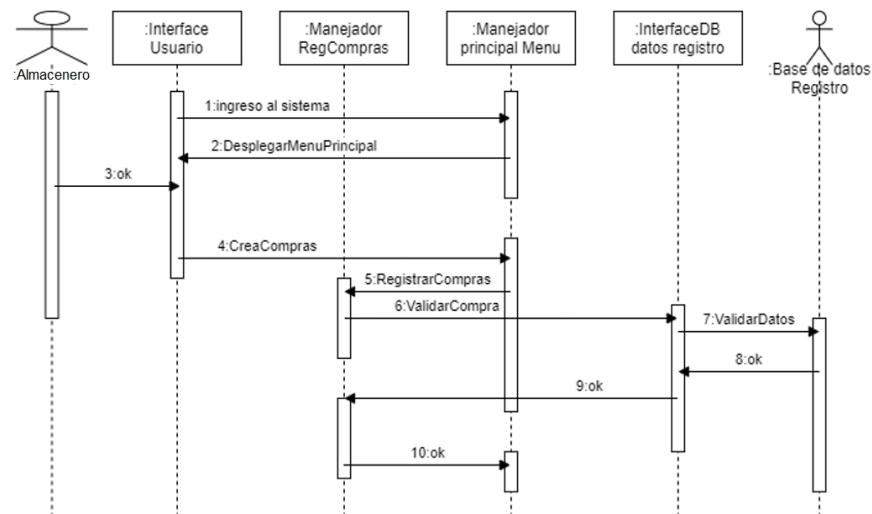 :Almacenero
:Interface
Usuario
:Manejador
RegCompras
:Manejador
principal Menu
:InterfaceDB
datos registro
:Base de datos
Registro
1:ingreso al sistema
2:DesplegarMenuPrincipal
3:ok
4:CreaCompras
5:RegistrarCompras
6:ValidarCompra
7:ValidarDatos
8:ok
9:ok
10:ok